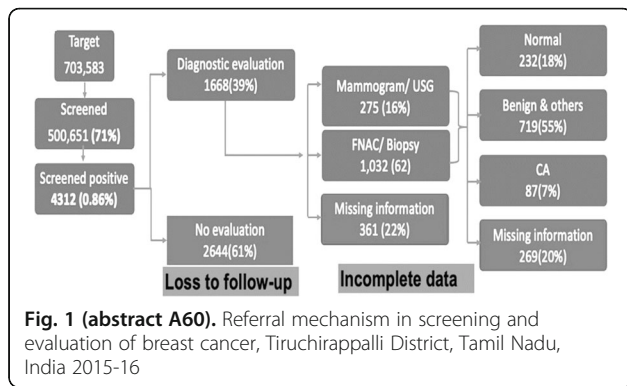 Target
703,583
Screened
500,651 (71%)
Screened positive
4312 (0.86%)
Diagnostic evaluation
1668(39%)
No evaluation
2644(61%)
Loss to follow-up
Mammogram/ USG
275 (16%)
FNAC/ Biopsy
1,032 (62)
Missing information
361 (22%)
Incomplete data
Normal
232(18%)
Benign & others
719(55%)
CA
87(7%)
Missing information
269(20%)
Fig. 1 (abstract A60). Referral mechanism in screening and
evaluation of breast cancer, Tiruchirappalli District, Tamil Nadu,
India 2015-16